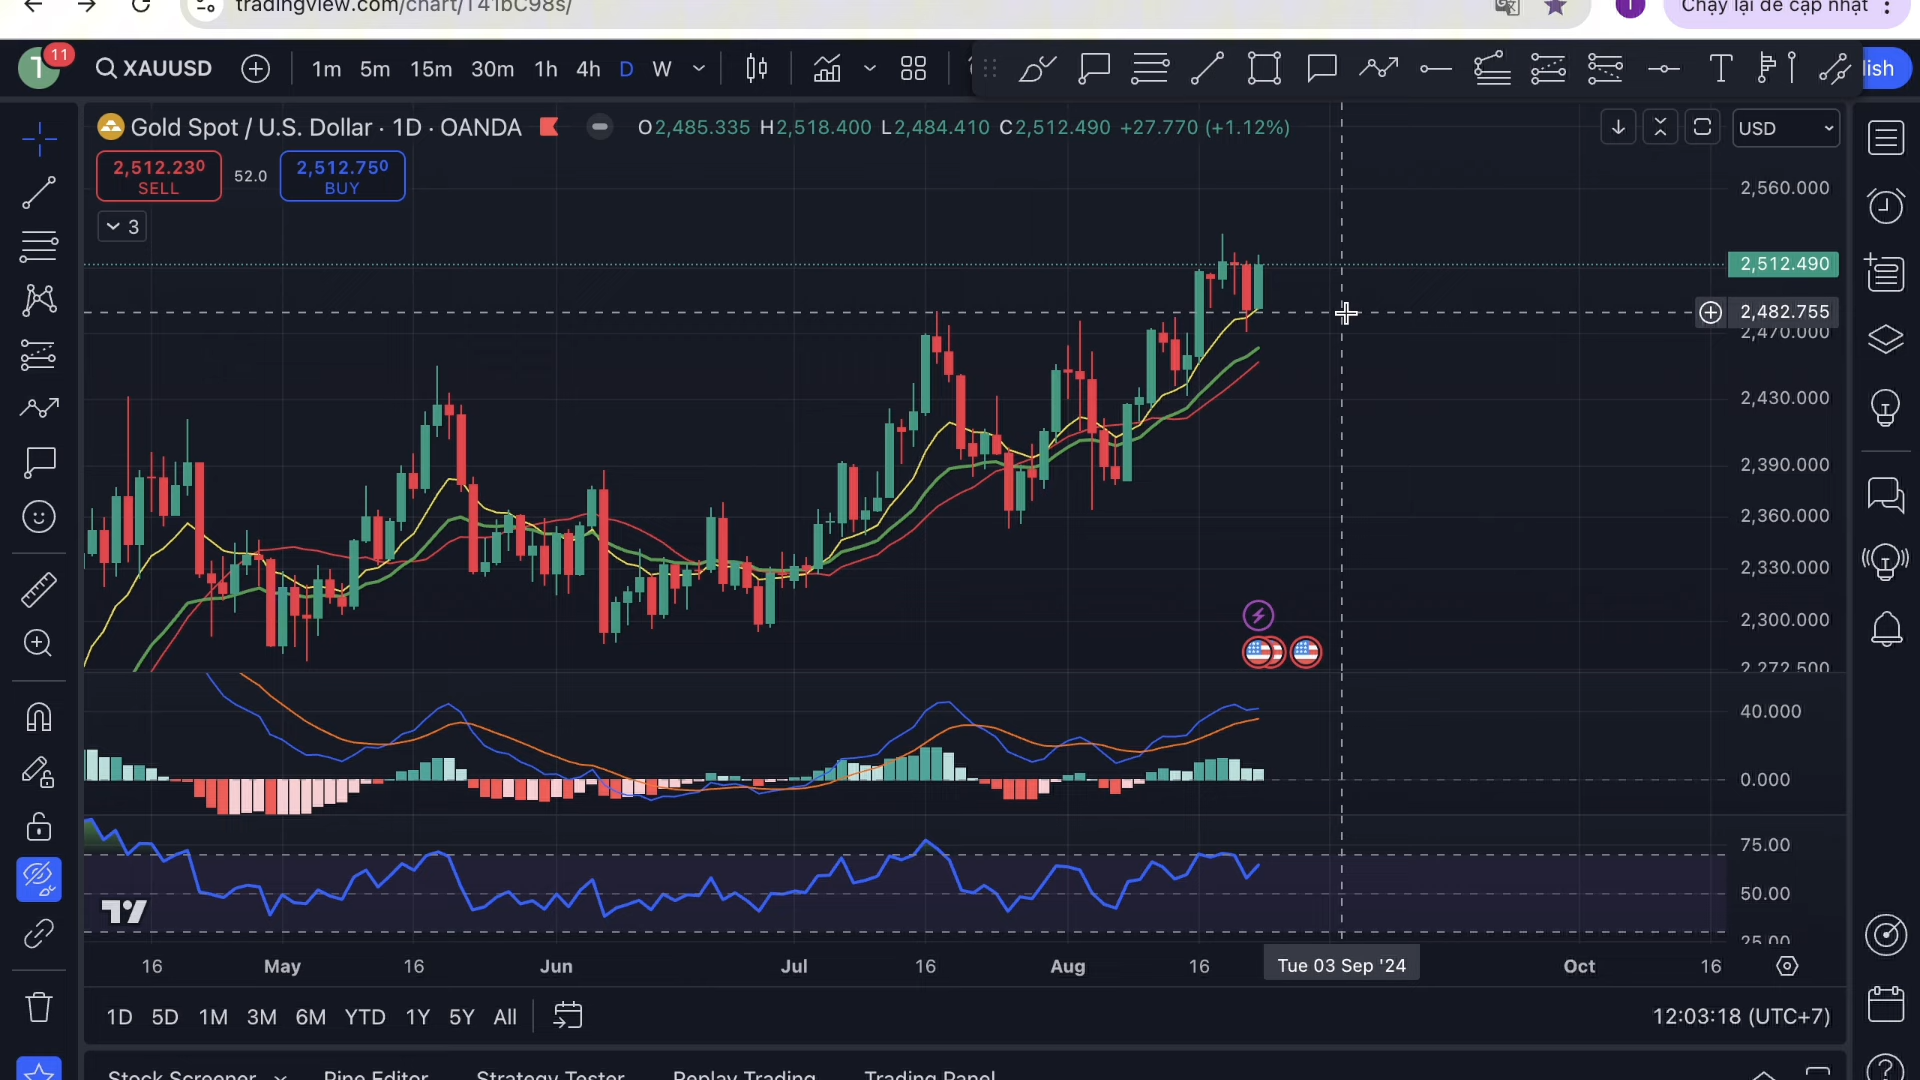 tradingview.com/chart/T41bC98s/
Chạy lại để cập nhật
11
T
XAUUSD
1m 5m 15m 30m 1h 4h D W
lish
Gold Spot / U.S. Dollar · 1D · OANDA
O2,485.335 H2,518.400 L2,484.410 C2,512.490 +27.770 (+1.12%)
USD
2,512.230
SELL
52.0
2,512.750
BUY
3
2,560.000
2,512.490
2,482.755
2,470.000
2,430.000
2,390.000
2,360.000
2,330.000
2,300.000
2,272.500
40.000
0.000
75.00
50.00
25.00
16 May 16 Jun Jul 16 Aug 16 Tue 03 Sep '24 Oct 16
1D 5D 1M 3M 6M YTD 1Y 5Y All
12:03:18 (UTC+7)
Stock Screener Pine Editor Strategy Tester Replay Trading Trading Panel